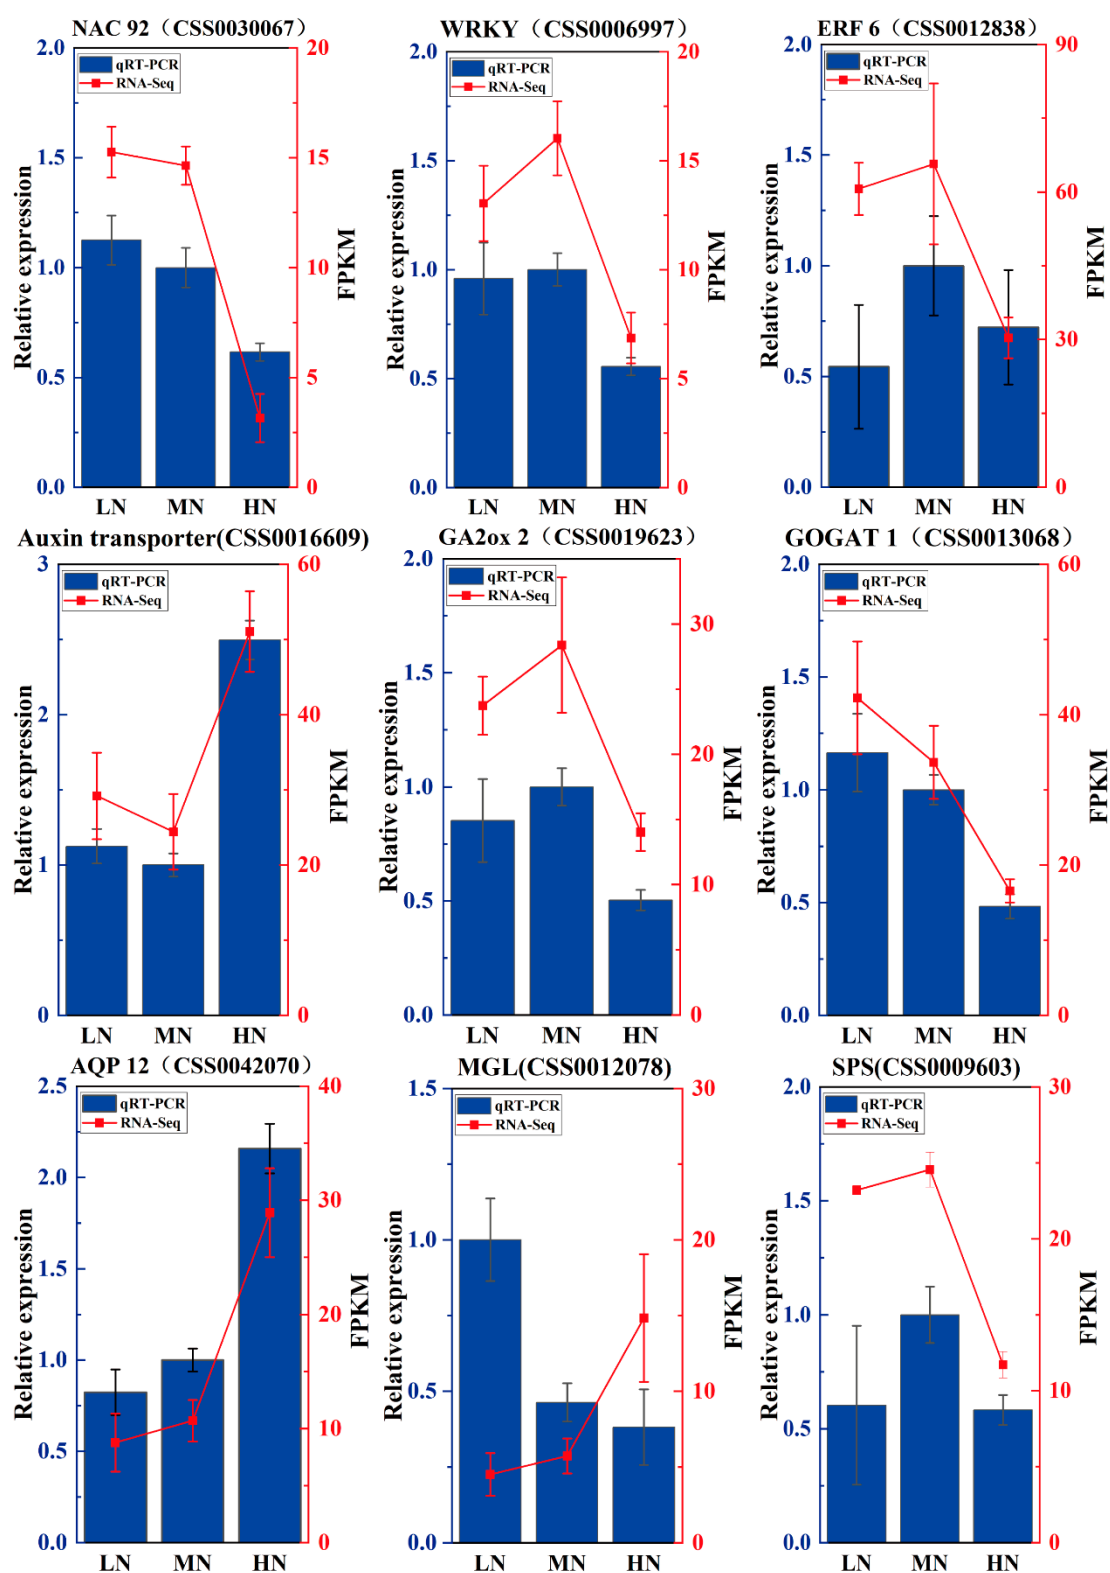 NAC 92（CSS0030067）
qRT-PCR
RNA-Seq
Relative expression
FPKM
2.0
1.5
1.0
0.5
0.0
20
15
10
5
0
LN MN HN
WRKY（CSS0006997）
qRT-PCR
RNA-Seq
Relative expression
FPKM
2.0
1.5
1.0
0.5
0.0
20
15
10
5
0
LN MN HN
ERF 6（CSS0012838）
qRT-PCR
RNA-Seq
Relative expression
FPKM
2.0
1.5
1.0
0.5
0.0
90
60
30
0
LN MN HN
Auxin transporter(CSS0016609)
qRT-PCR
RNA-Seq
Relative expression
FPKM
3
2
1
0
60
40
20
0
LN MN HN
GA2ox 2（CSS0019623）
qRT-PCR
RNA-Seq
Relative expression
FPKM
2.0
1.5
1.0
0.5
0.0
30
20
10
0
LN MN HN
GOGAT 1（CSS0013068）
qRT-PCR
RNA-Seq
Relative expression
FPKM
2.0
1.5
1.0
0.5
0.0
60
40
20
0
LN MN HN
AQP 12（CSS0042070）
qRT-PCR
RNA-Seq
Relative expression
FPKM
2.5
2.0
1.5
1.0
0.5
0.0
40
30
20
10
0
LN MN HN
MGL(CSS0012078)
qRT-PCR
RNA-Seq
Relative expression
FPKM
1.5
1.0
0.5
0.0
30
20
10
0
LN MN HN
SPS(CSS0009603)
qRT-PCR
RNA-Seq
Relative expression
FPKM
2.0
1.5
1.0
0.5
0.0
30
20
10
0
LN MN HN